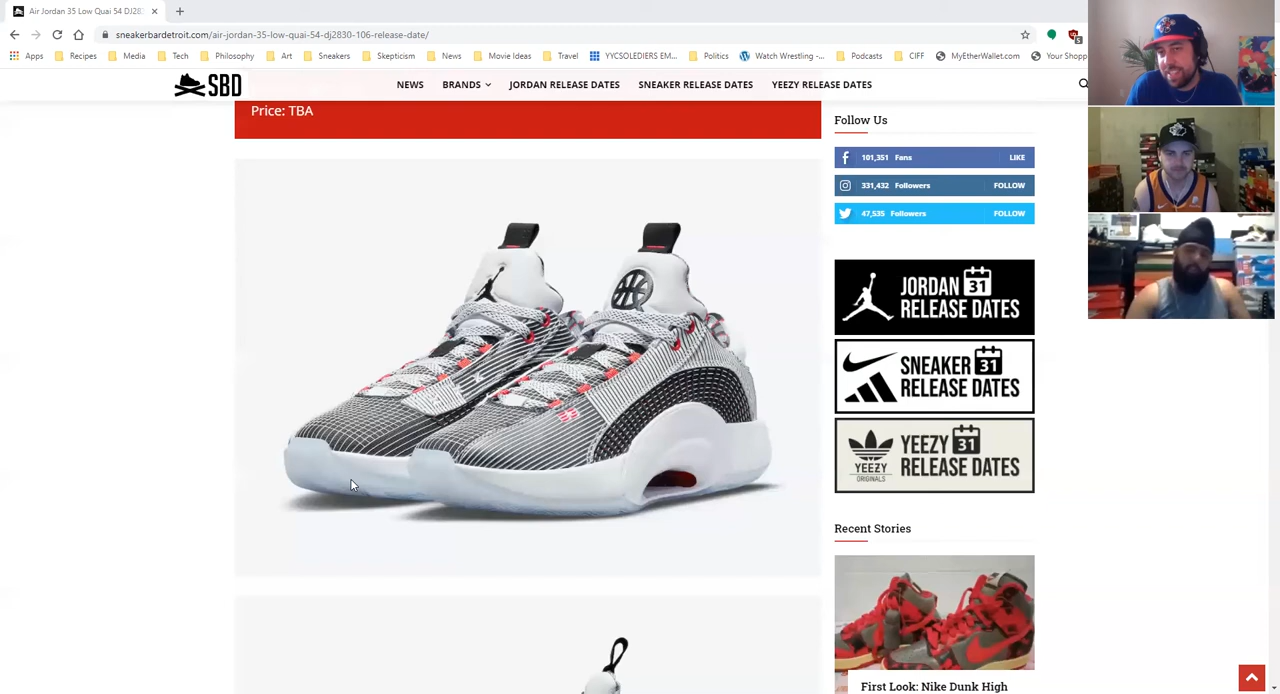 Air Jordan 35 Low Quai 54 DJ283
sneakerbardetroit.com/air-jordan-35-low-quai-54-dj2830-106-release-date/
Apps
Recipes
Media
Tech
Philosophy
Art
Sneakers
Skepticism
News
Movie Ideas
Travel
YYCSOLEDIERS EM...
Politics
Watch Wrestling -...
Podcasts
CIFF
MyEtherWallet.com
Your Shopp
SBD
NEWS
BRANDS
JORDAN RELEASE DATES
SNEAKER RELEASE DATES
YEEZY RELEASE DATES
Price: TBA
Follow Us
101,351 Fans
LIKE
331,432 Followers
FOLLOW
47,535 Followers
FOLLOW
JORDAN 31
RELEASE DATES
SNEAKER 31
RELEASE DATES
YEEZY
ORIGINALS
YEEZY 31
RELEASE DATES
Recent Stories
First Look: Nike Dunk High